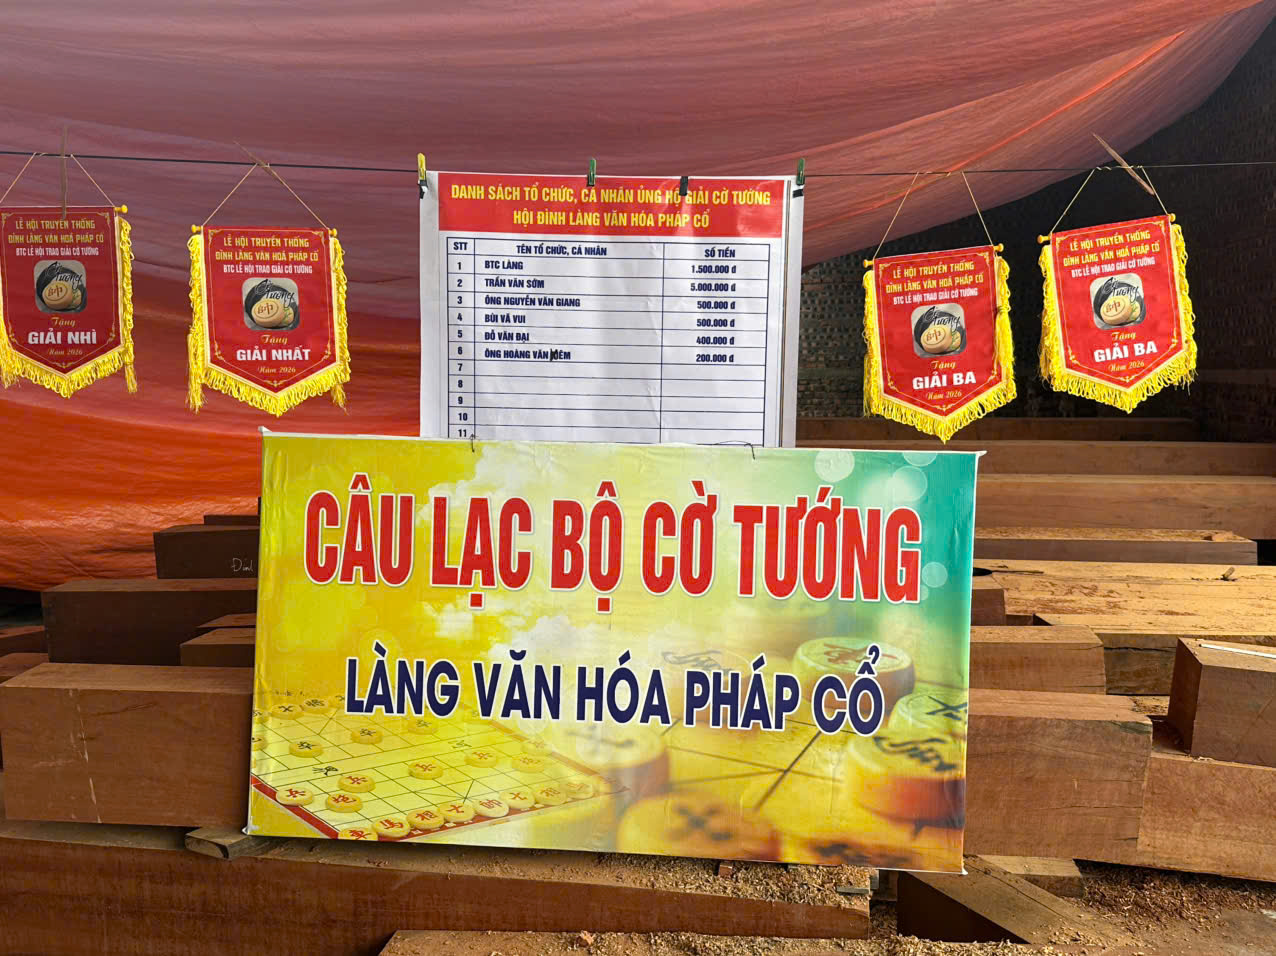 DANH SÁCH TỔ CHỨC, CÁ NHÂN ỦNG HỘ GIẢI CỜ TƯỚNG
HỘI ĐÌNH LÀNG VĂN HÓA PHÁP CỔ
STT TÊN TỔ CHỨC, CÁ NHÂN SỐ TIỀN
1 BTC LÀNG 1.500.000 đ
2 TRẦN VĂN SỚM 5.000.000 đ
3 ÔNG NGUYỄN VĂN GIANG 500.000 đ
4 BÙI VĂ VUI 500.000 đ
5 ĐỖ VĂN ĐẠI 400.000 đ
6 ÔNG HOÀNG VĂN 200.000 đ
7
8
9
10
11
LỄ HỘI TRUYỀN THỐNG
ĐÌNH LÀNG VĂN HOÁ PHÁP CỔ
BTC LỄ HỘI TRAO GIẢI CỜ TƯỚNG
Tặng
GIẢI NHÌ
Năm 2026
LỄ HỘI TRUYỀN THỐNG
ĐÌNH LÀNG VĂN HOÁ PHÁP CỔ
BTC LỄ HỘI TRAO GIẢI CỜ TƯỚNG
Tặng
GIẢI NHẤT
Năm 2026
LỄ HỘI TRUYỀN THỐNG
ĐÌNH LÀNG VĂN HOÁ PHÁP CỔ
BTC LỄ HỘI TRAO GIẢI CỜ TƯỚNG
Tặng
GIẢI BA
Năm 2026
LỄ HỘI TRUYỀN THỐNG
ĐÌNH LÀNG VĂN HOÁ PHÁP CỔ
BTC LỄ HỘI TRAO GIẢI CỜ TƯỚNG
Tặng
GIẢI BA
Năm 2026
CÂU LẠC BỘ CỜ TƯỚNG
LÀNG VĂN HÓA PHÁP CỔ